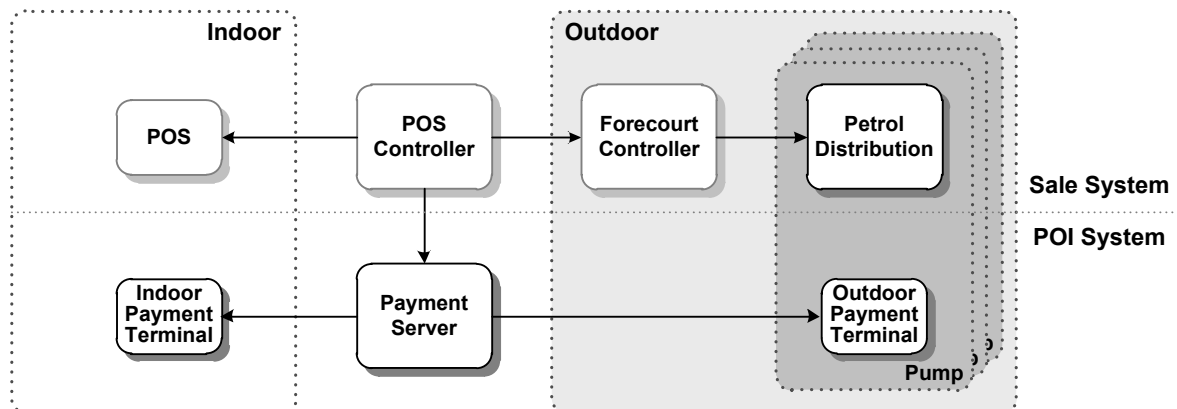 Indoor
Outdoor
POS
POS
Controller
Forecourt
Controller
Petrol
Distribution
Sale System
POI System
Indoor
Payment
Terminal
Payment
Server
Outdoor
Payment
Terminal
Pump